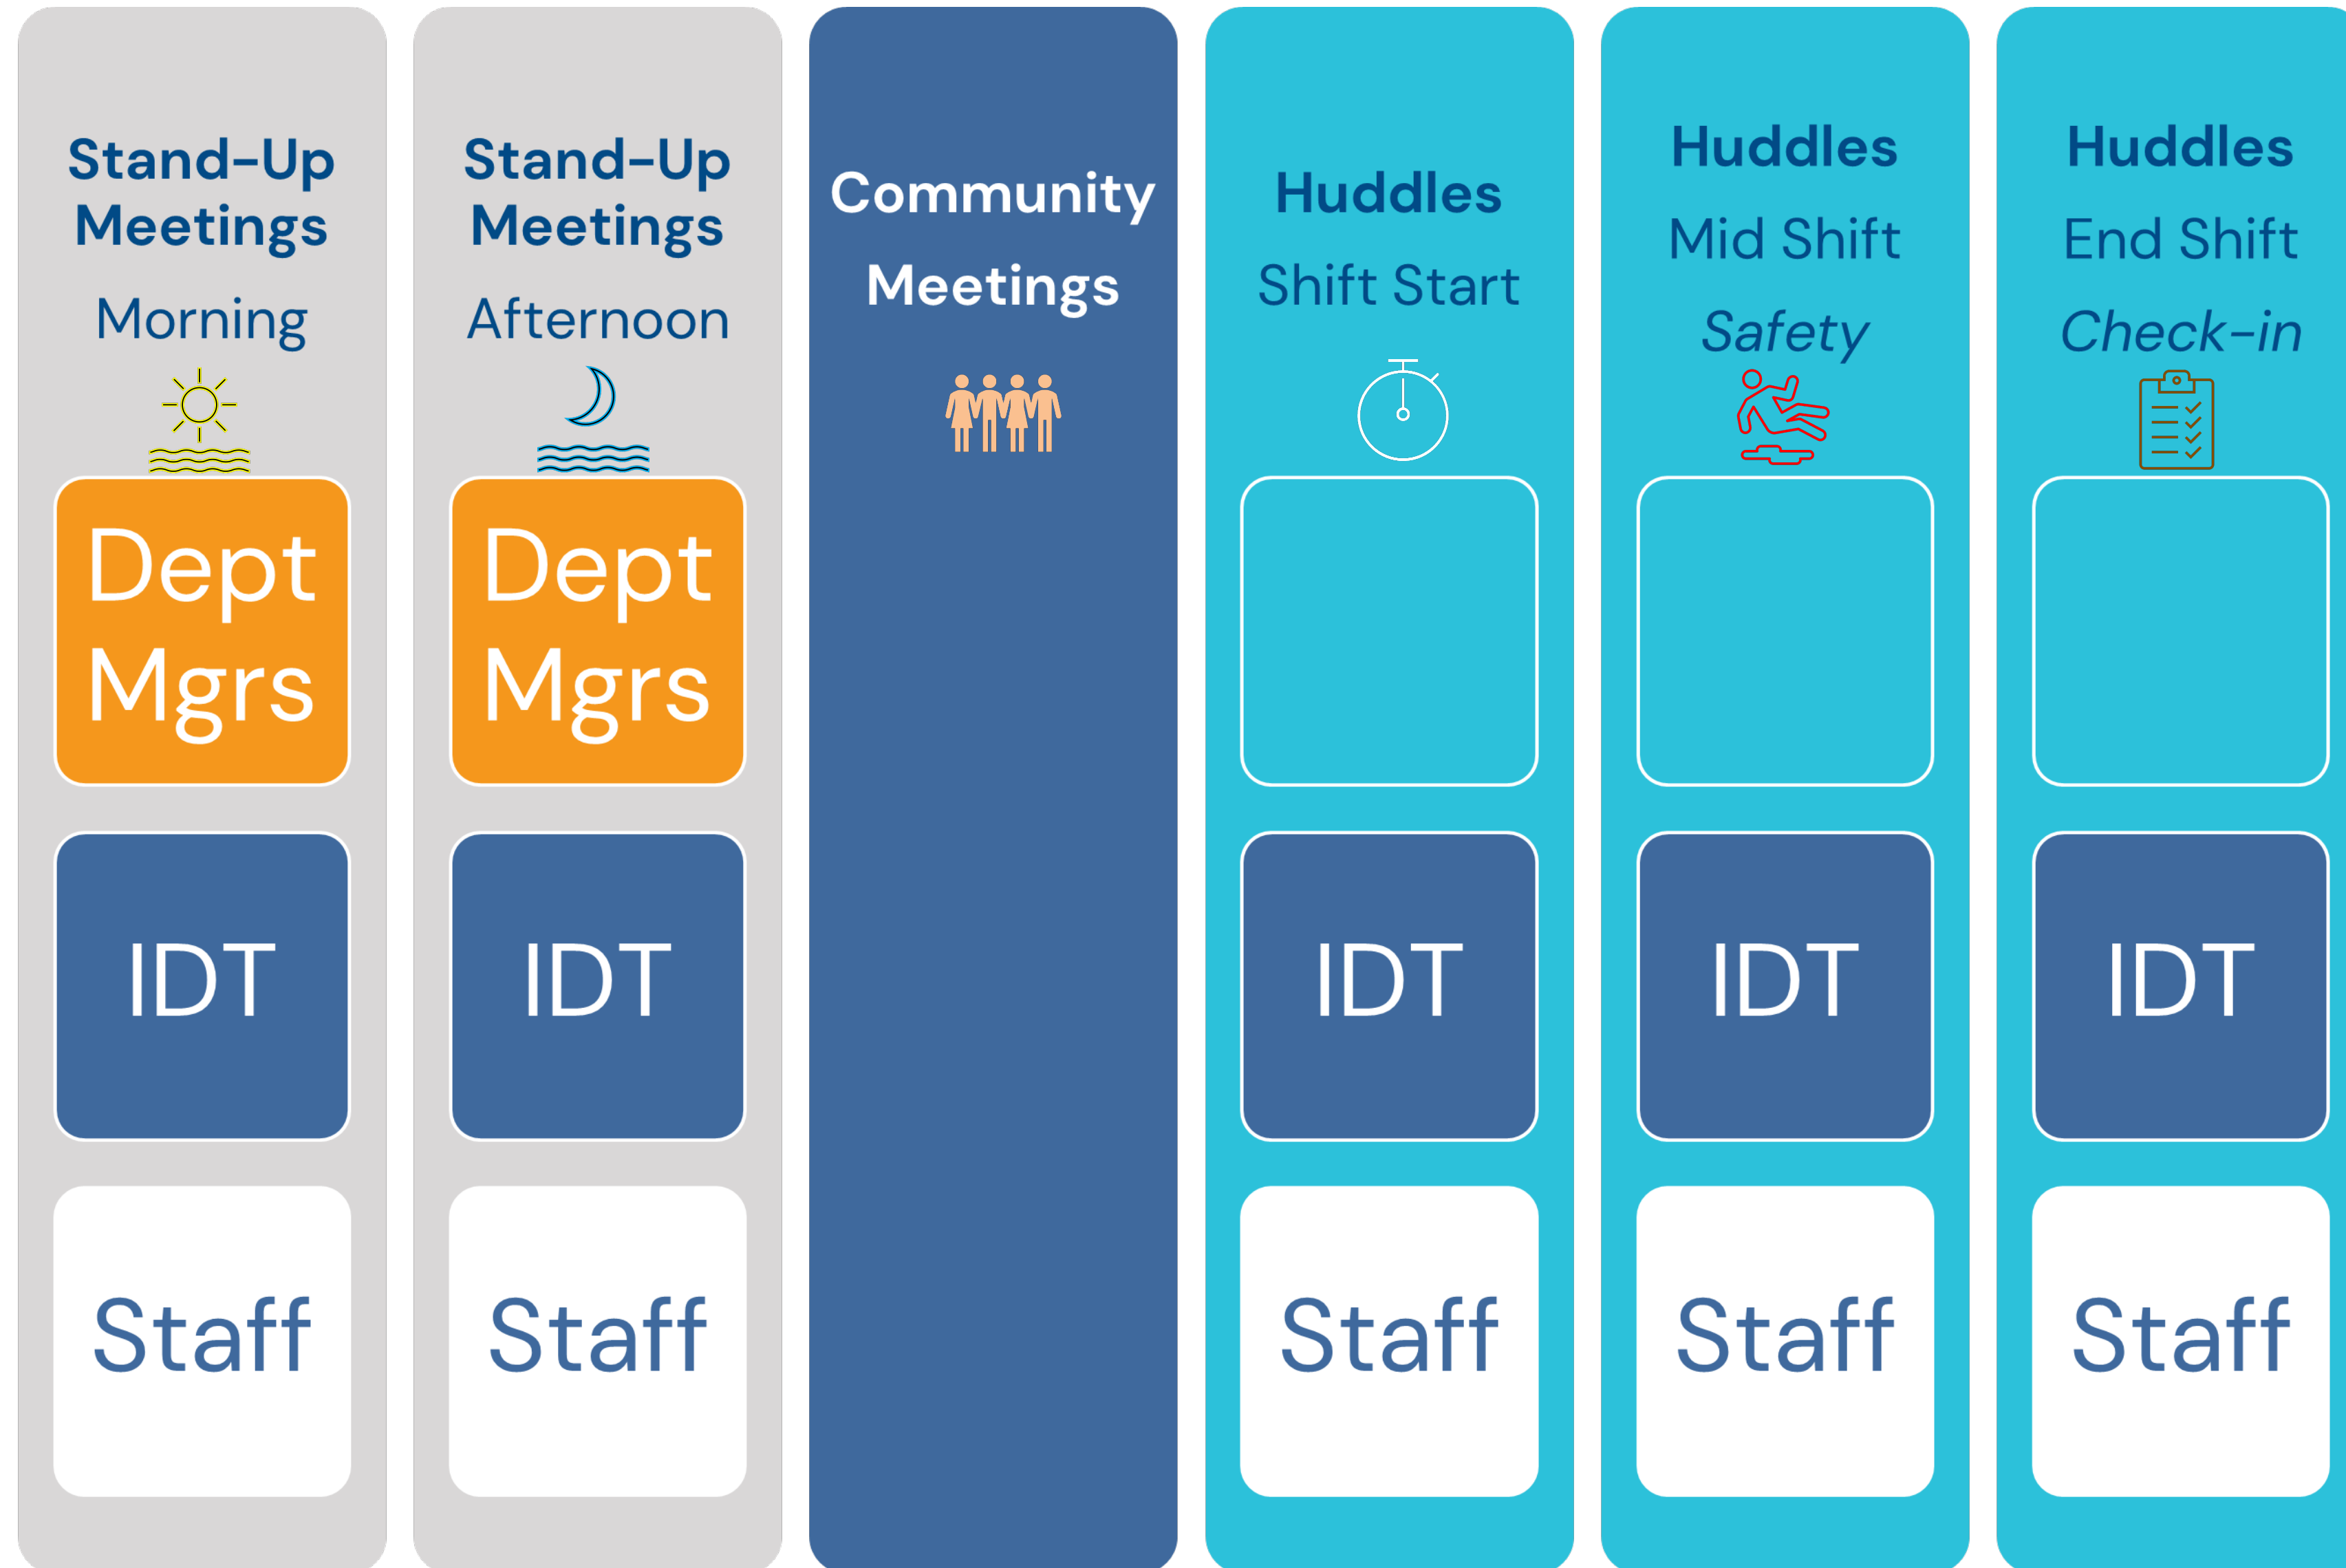 Stand-Up
Meetings
Morning
Dept
Mgrs
IDT
Staff
Stand-Up
Meetings
Afternoon
Dept
Mgrs
IDT
Staff
Community
Meetings
Huddles
Shift Start
IDT
Staff
Huddles
Mid Shift
Safety
IDT
Staff
Huddles
End Shift
Check-in
IDT
Staff